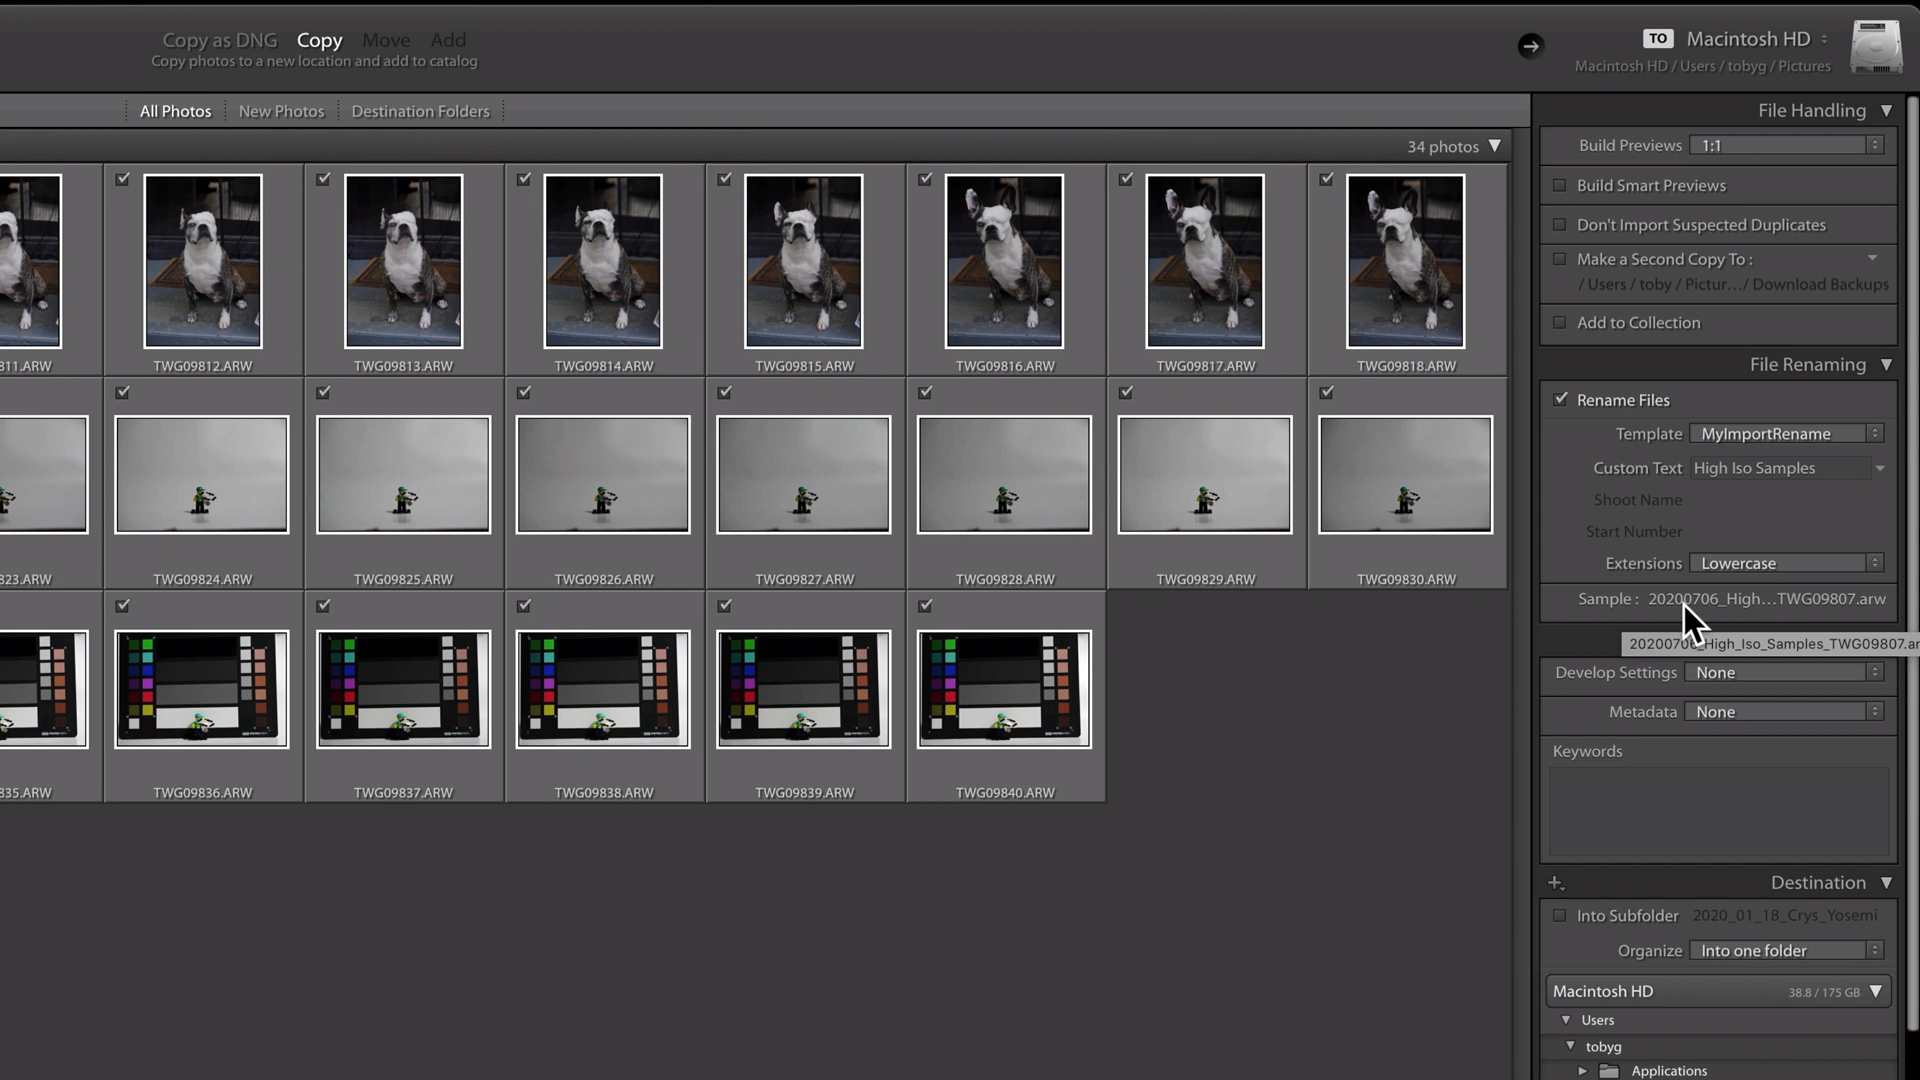 Copy as DNG Copy Move Add
Copy photos to a new location and add to catalog
TO Macintosh HD
Macintosh HD / Users / tobyg / Pictures
All Photos New Photos Destination Folders
34 photos
811.ARW TWG09812.ARW TWG09813.ARW TWG09814.ARW TWG09815.ARW TWG09816.ARW TWG09817.ARW TWG09818.ARW
823.ARW TWG09824.ARW TWG09825.ARW TWG09826.ARW TWG09827.ARW TWG09828.ARW TWG09829.ARW TWG09830.ARW
835.ARW TWG09836.ARW TWG09837.ARW TWG09838.ARW TWG09839.ARW TWG09840.ARW
File Handling
Build Previews 1:1
Build Smart Previews
Don't Import Suspected Duplicates
Make a Second Copy To :
/ Users / toby / Pictur…/ Download Backups
Add to Collection
File Renaming
Rename Files
Template MyImportRename
Custom Text High Iso Samples
Shoot Name
Start Number
Extensions Lowercase
Sample : 20200706_High…TWG09807.arw
20200706_High_Iso_Samples_TWG09807.ar
Develop Settings None
Metadata None
Keywords
Destination
Into Subfolder 2020_01_18_Crys_Yosemi
Organize Into one folder
Macintosh HD 38.8 / 175 GB
Users
tobyg
Applications